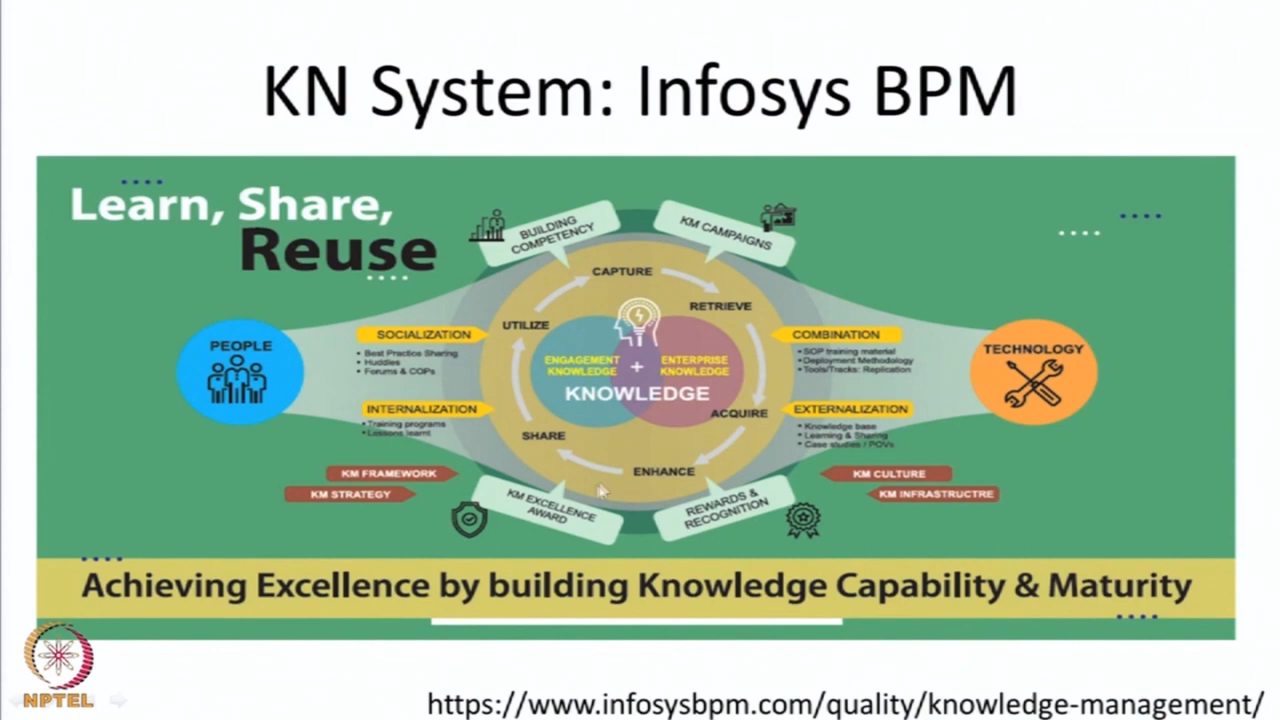 KN System: Infosys BPM
Learn, Share,
Reuse
BUILDING
COMPETENCY
KM CAMPAIGNS
CAPTURE
RETRIEVE
UTILIZE
PEOPLE
SOCIALIZATION
• Best Practice Sharing
• Huddles
• Forums & COPs
ENGAGEMENT
KNOWLEDGE
+
ENTERPRISE
KNOWLEDGE
KNOWLEDGE
COMBINATION
• SOP training material
• Deployment Methodology
• Tools/Tracks: Replication
TECHNOLOGY
INTERNALIZATION
• Training programs
• Lessons learnt
ACQUIRE
EXTERNALIZATION
• Knowledge base
• Learning & Sharing
• Case studies / POVs
SHARE
ENHANCE
KM FRAMEWORK
KM STRATEGY
KM CULTURE
KM INFRASTRUCTRE
KM EXCELLENCE
AWARD
REWARDS &
RECOGNITION
Achieving Excellence by building Knowledge Capability & Maturity
NPTEL
https://www.infosysbpm.com/quality/knowledge-management/